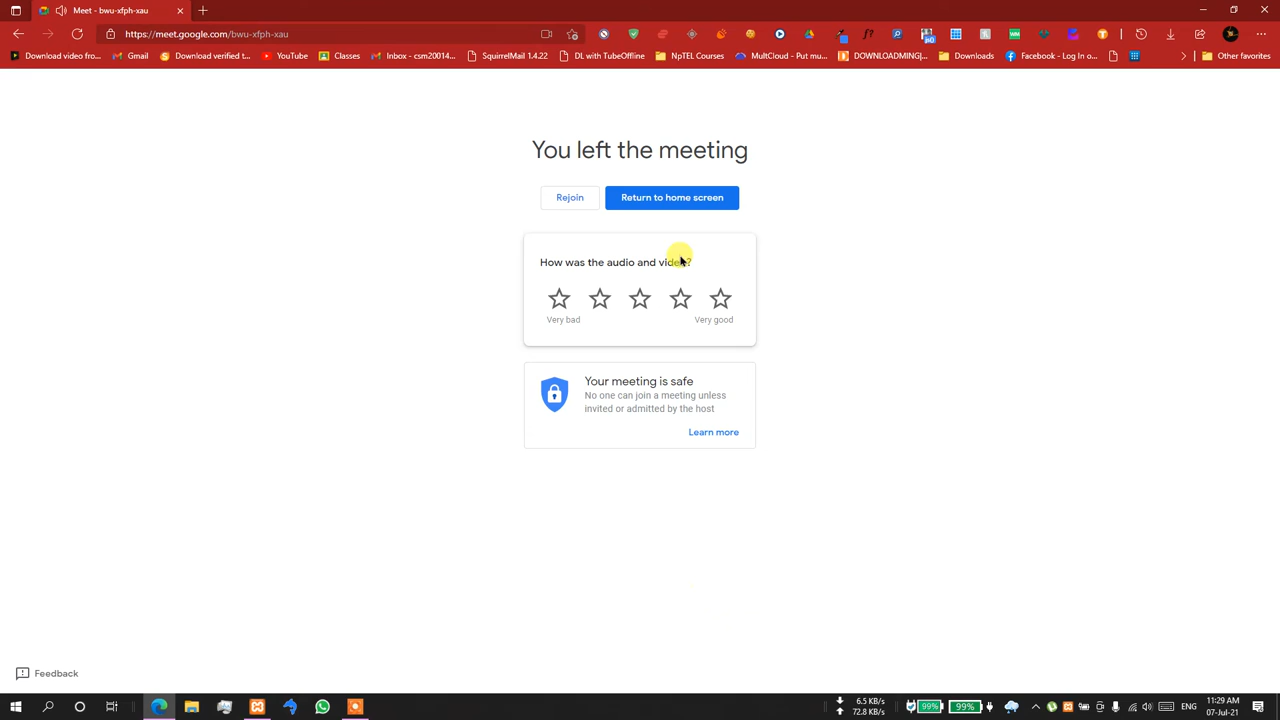 Meet - bwu-xfph-xau
https://meet.google.com/bwu-xfph-xau
Download video fro... Gmail Download verified t... YouTube Classes Inbox - csm20014... SquirrelMail 1.4.22 DL with TubeOffline NpTEL Courses MultCloud - Put mu... DOWNLOADMING|... Downloads Facebook - Log In o... Other favorites
You left the meeting
Rejoin Return to home screen
How was the audio and video?
Very bad Very good
Your meeting is safe
No one can join a meeting unless
invited or admitted by the host
Learn more
Feedback
6.5 KB/s
72.8 KB/s
99% 99%
ENG
11:29 AM
07-Jul-21